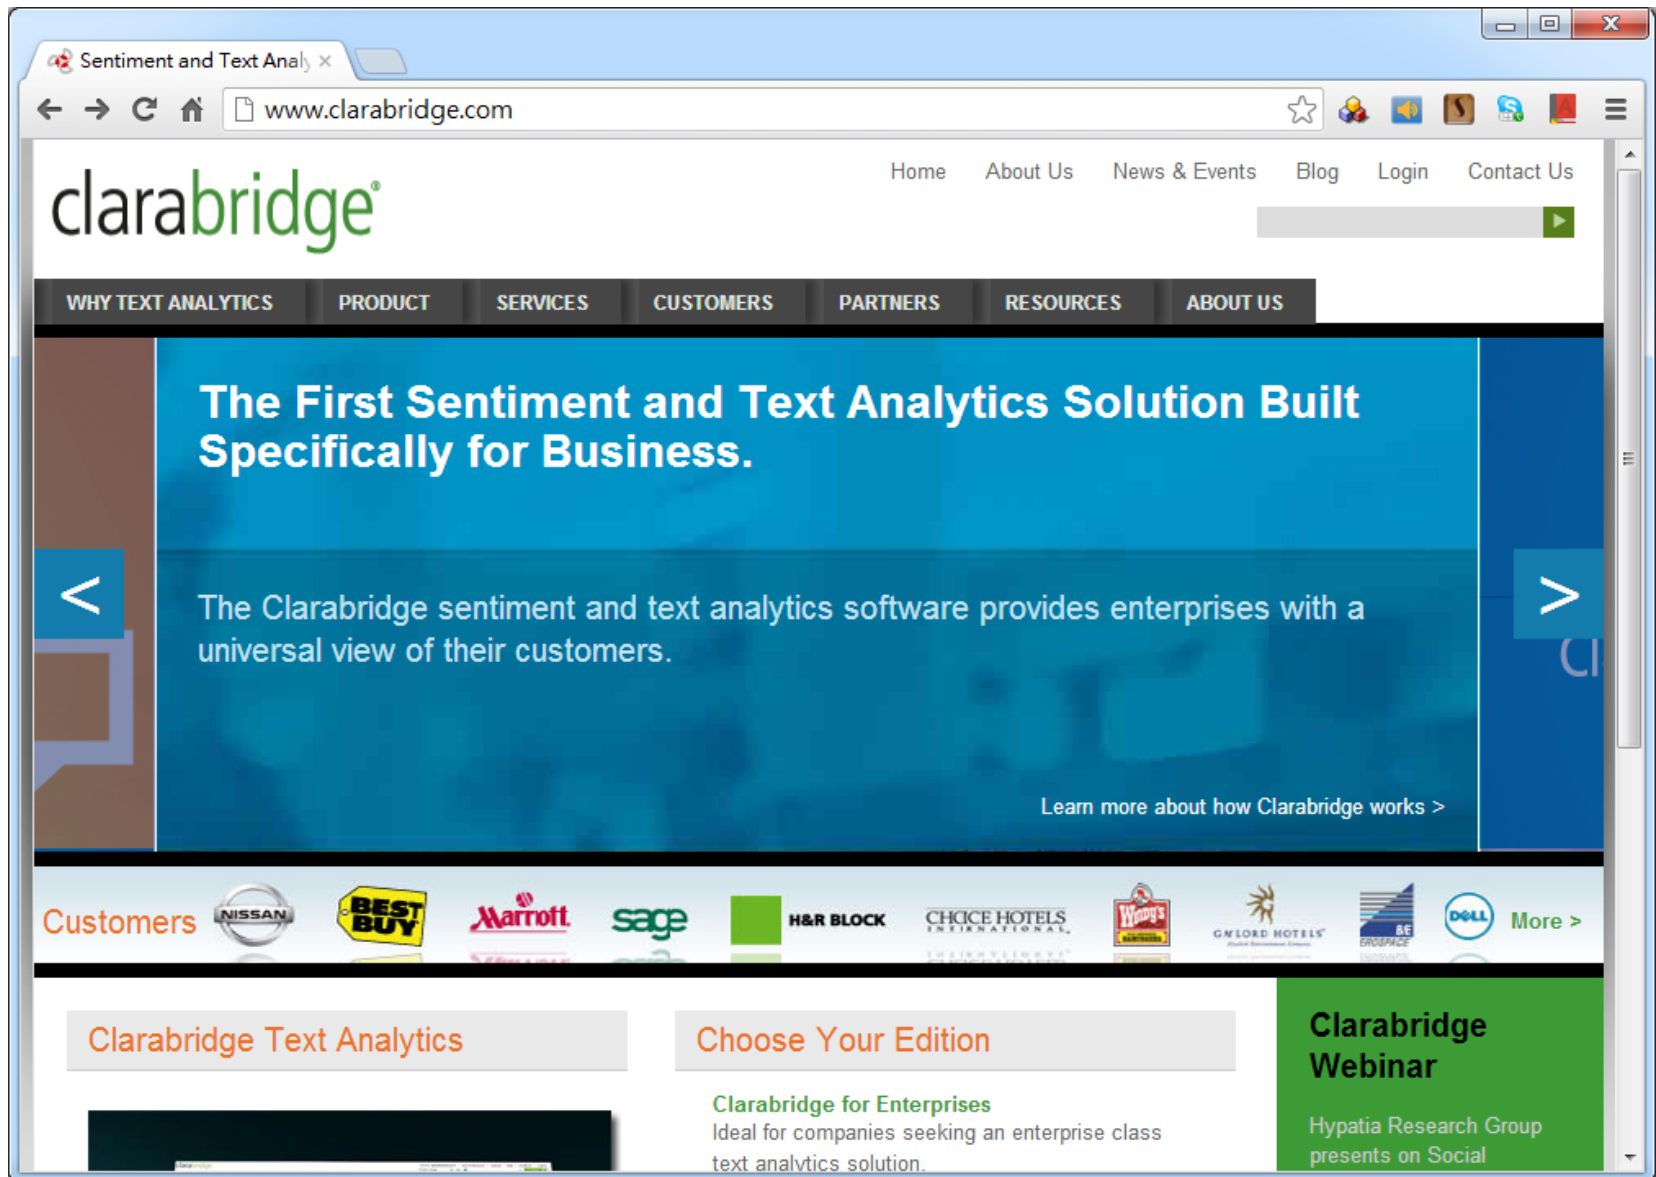 Sentiment and Text Analy
www.clarabridge.com
clarabridge®
Home About Us News & Events Blog Login Contact Us
WHY TEXT ANALYTICS PRODUCT SERVICES CUSTOMERS PARTNERS RESOURCES ABOUT US
The First Sentiment and Text Analytics Solution Built
Specifically for Business.
< >
The Clarabridge sentiment and text analytics software provides enterprises with a
universal view of their customers.
Cl
Learn more about how Clarabridge works >
Customers NISSAN BEST BUY Marriott sage H&R BLOCK CHOICE HOTELS INTERNATIONAL Wendy's GAYLORD HOTELS DELL More >
Clarabridge Text Analytics
Choose Your Edition
Clarabridge for Enterprises
Ideal for companies seeking an enterprise class
text analytics solution.
Clarabridge
Webinar
Hypatia Research Group
presents on Social